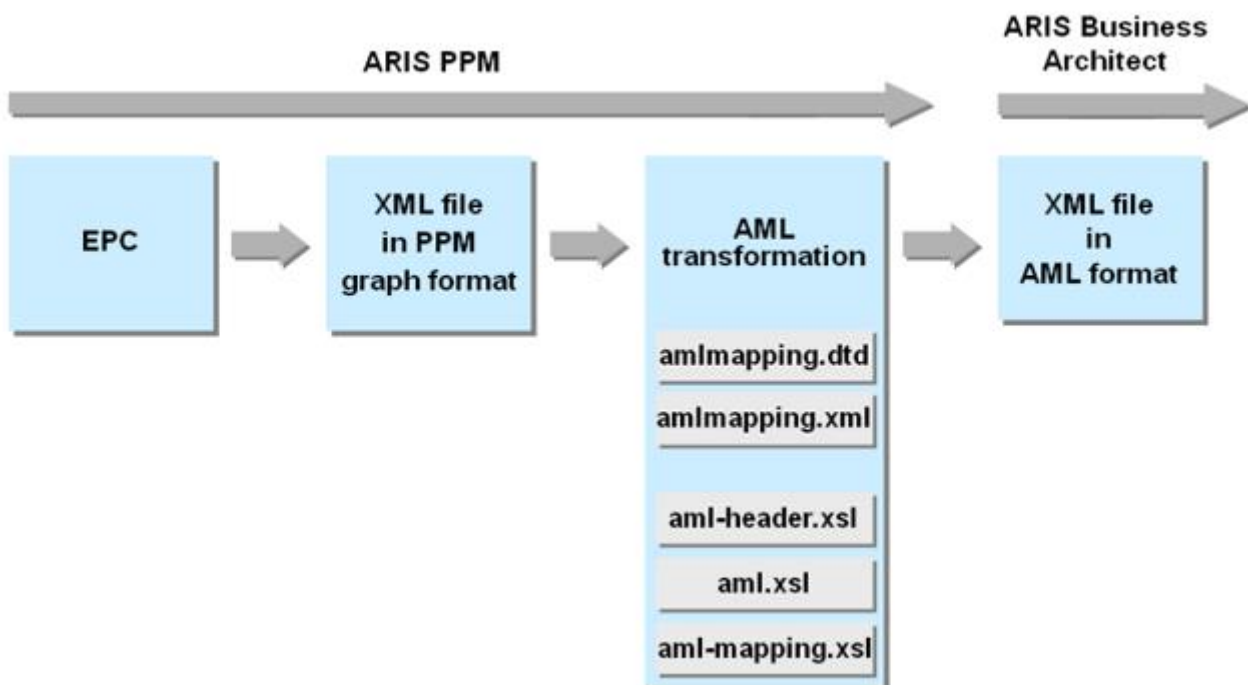 ARIS PPM
ARIS Business
Architect
EPC
XML file
in PPM
graph format
AML
transformation
amlmapping.dtd
amlmapping.xml
aml-header.xsl
aml.xsl
aml-mapping.xsl
XML file
in
AML format